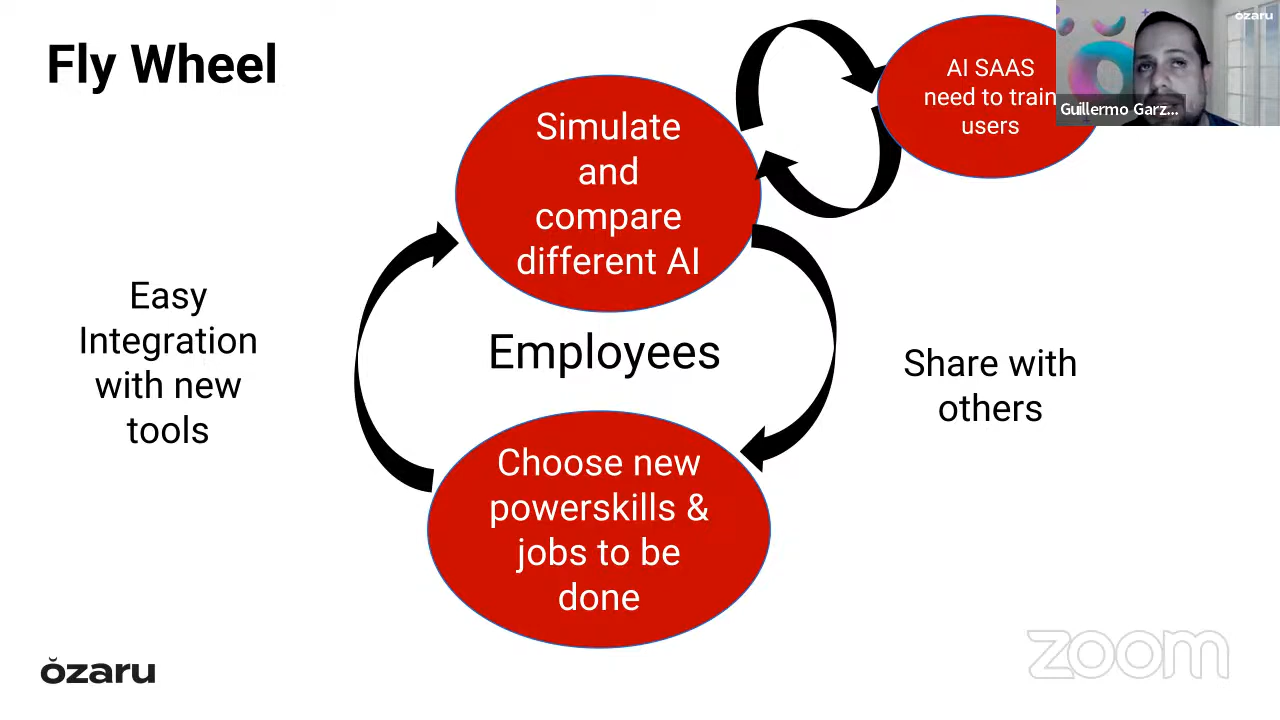 Fly Wheel
Simulate
and
compare
different AI
AI SAAS
need to train
users
ozaru
Guillermo Garz...
Easy
Integration
with new
tools
Employees
Share with
others
Choose new
powerskills &
jobs to be
done
ŏzaru
zoom